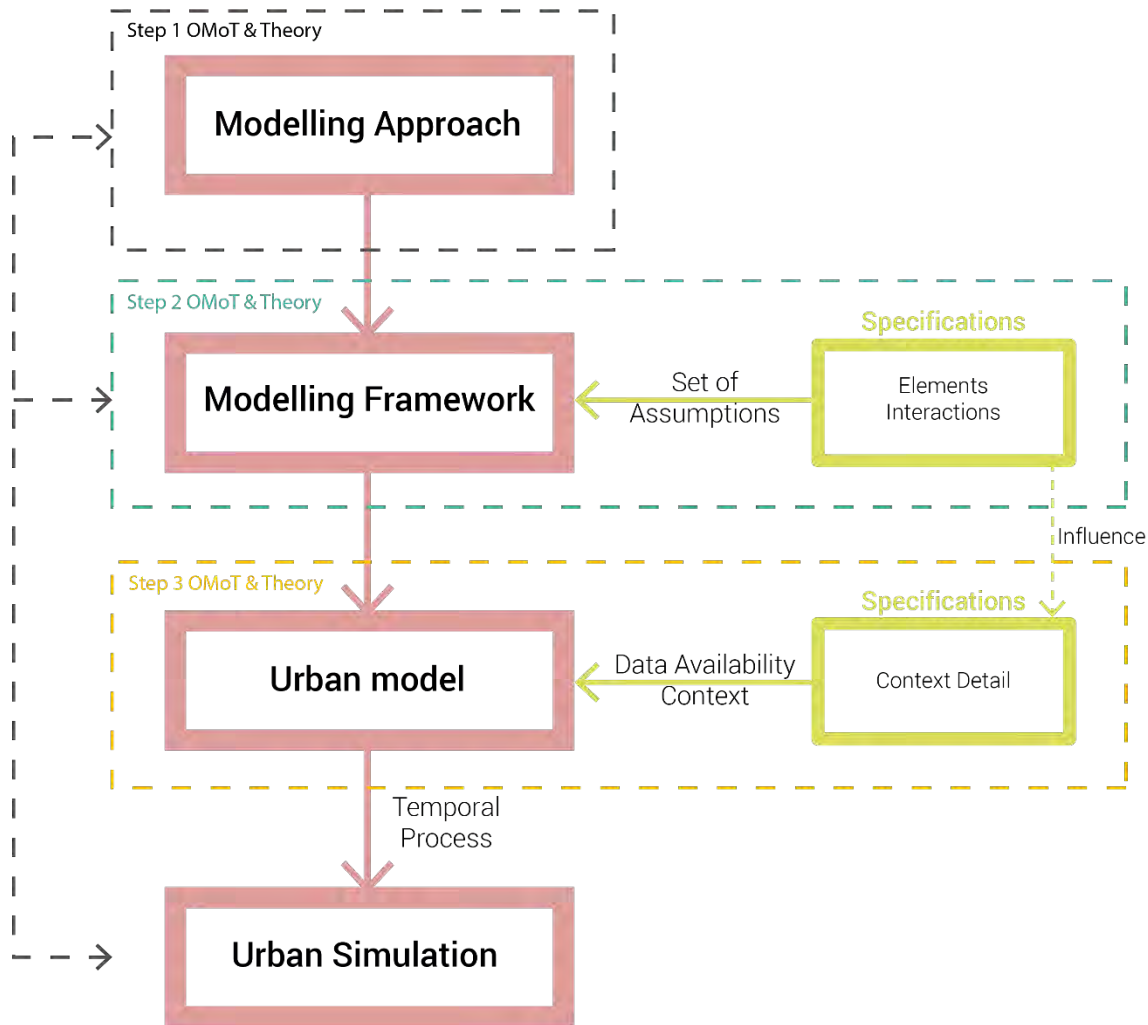 Step 1 OMoT & Theory
Modelling Approach
Step 2 OMoT & Theory
Specifications
Modelling Framework
Set of
Assumptions
Elements
Interactions
Influence
Step 3 OMoT & Theory
Specifications
Urban model
Data Availability
Context
Context Detail
Temporal
Process
Urban Simulation